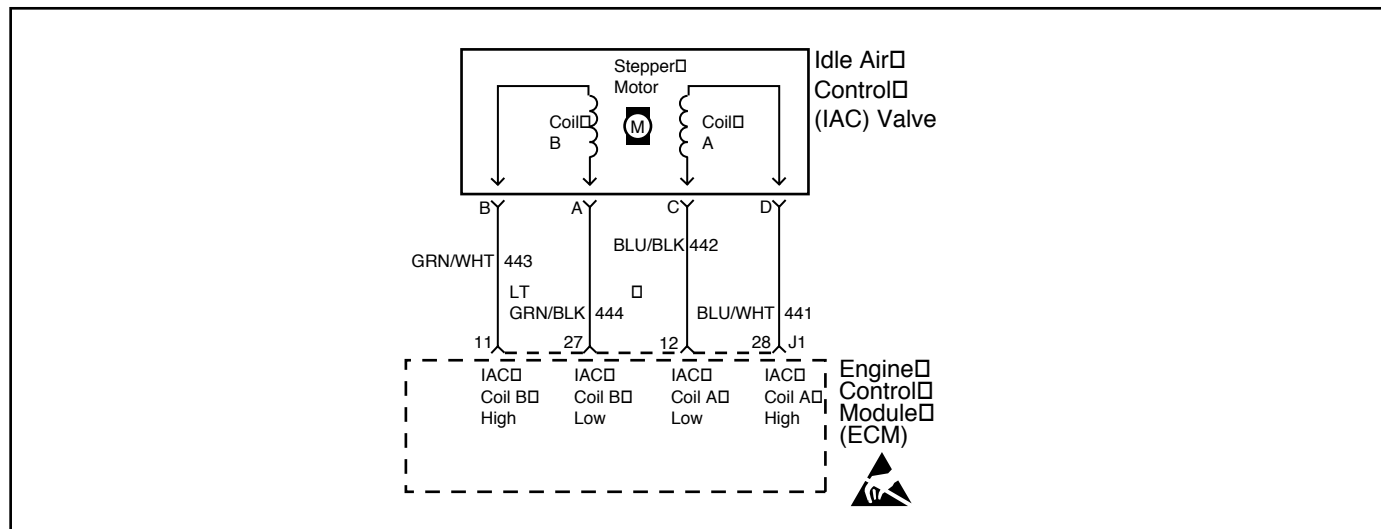 Stepper□
Motor
Idle Air□
Control□
(IAC) Valve
Coil□
B
M
Coil□
A
B
A
C
D
BLU/BLK 442
GRN/WHT 443
LT □
GRN/BLK 444
BLU/WHT 441
11
27
12
28 J1
IAC□
Coil B□
High
IAC□
Coil B□
Low
IAC□
Coil A□
Low
IAC□
Coil A□
High
Engine□
Control□
Module□
(ECM)